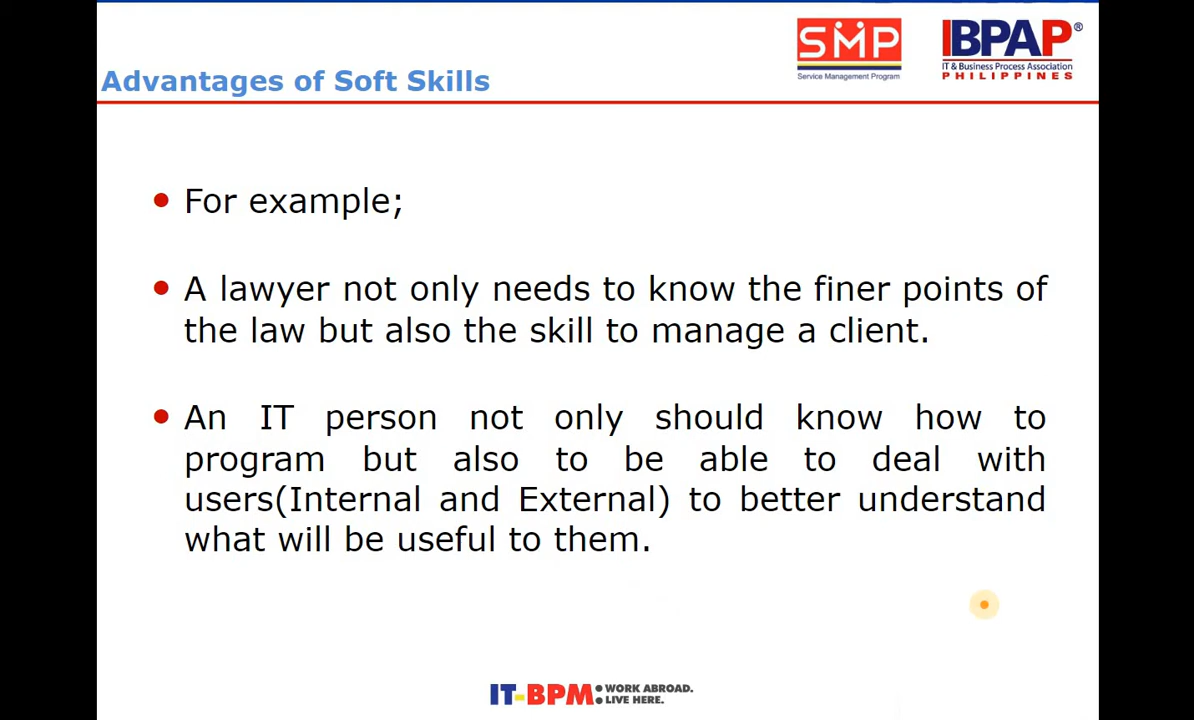 SMP
Service Management Program
IBPAP®
IT & Business Process Association
PHILIPPINES
Advantages of Soft Skills
For example;
A lawyer not only needs to know the finer points of
the law but also the skill to manage a client.
An IT person not only should know how to
program but also to be able to deal with
users(Internal and External) to better understand
what will be useful to them.
IT-BPM: WORK ABROAD.
LIVE HERE.